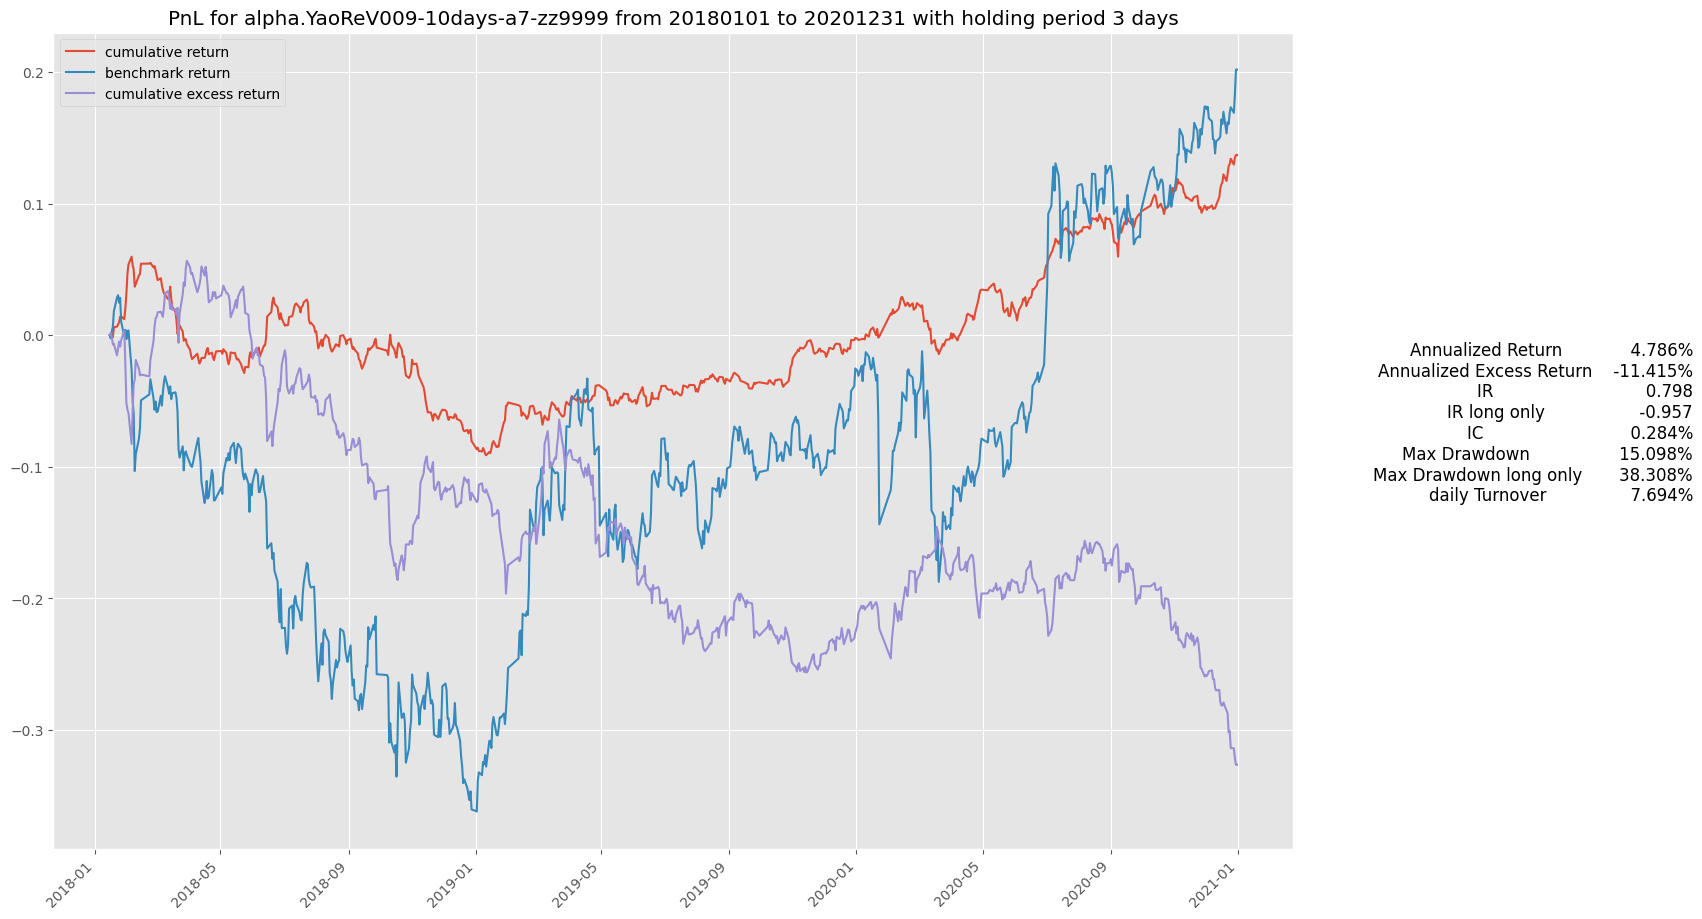 PnL for alpha.YaoReV009-10days-a7-zz9999 from 20180101 to 20201231 with holding period 3 days
cumulative return
benchmark return
cumulative excess return
0.2
0.1
0.0
−0.1
−0.2
−0.3
2018-01
2018-05
2018-09
2019-01
2019-05
2019-09
2020-01
2020-05
2020-09
2021-01
Annualized Return 4.786%
Annualized Excess Return -11.415%
IR 0.798
IR long only -0.957
IC 0.284%
Max Drawdown 15.098%
Max Drawdown long only 38.308%
daily Turnover 7.694%